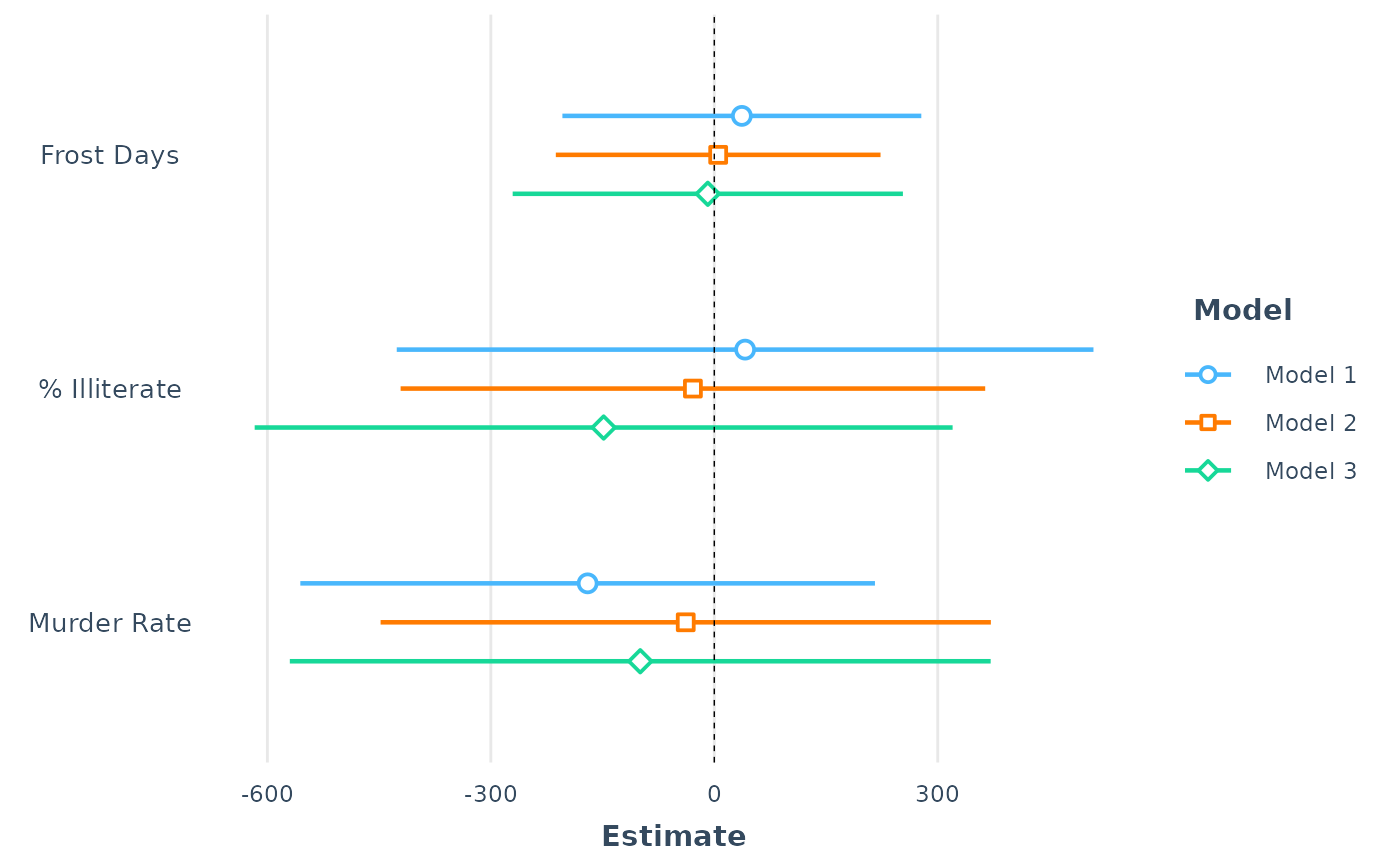 Frost Days
% Illiterate
Murder Rate
-600
-300
0
300
Estimate
Model
Model 1
Model 2
Model 3